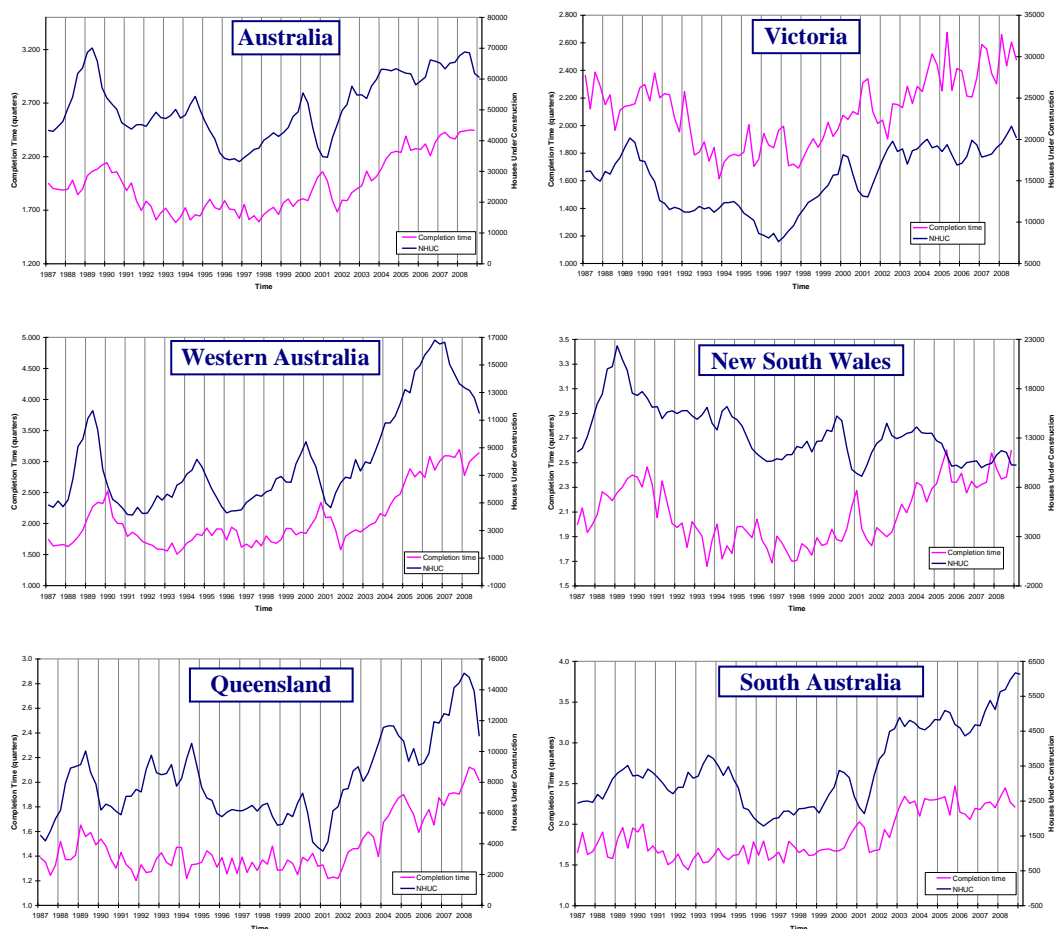 Australia
Completion Time (quarters)
3.200
2.700
2.200
1.700
1.200
80000
70000
60000
50000
40000
30000
20000
10000
0
Houses Under Construction
Completion time
NHUC
1987 1988 1989 1990 1991 1992 1993 1994 1995 1996 1997 1998 1999 2000 2001 2002 2003 2004 2005 2006 2007 2008
Time
Victoria
Completion Time (quarters)
2.800
2.600
2.400
2.200
2.000
1.800
1.600
1.400
1.200
1.000
35000
30000
25000
20000
15000
10000
5000
Houses Under Construction
Completion time
NHUC
1987 1988 1989 1990 1991 1992 1993 1994 1995 1996 1997 1998 1999 2000 2001 2002 2003 2004 2005 2006 2007 2008
Time
Western Australia
Completion Time (quarters)
5.000
4.500
4.000
3.500
3.000
2.500
2.000
1.500
1.000
17000
15000
13000
11000
9000
7000
5000
3000
1000
-1000
Houses Under Construction
Completion time
NHUC
1987 1988 1989 1990 1991 1992 1993 1994 1995 1996 1997 1998 1999 2000 2001 2002 2003 2004 2005 2006 2007 2008
Time
New South Wales
Completion Time (quarters)
3.5
3.3
3.1
2.9
2.7
2.5
2.3
2.1
1.9
1.7
1.5
23000
18000
13000
8000
3000
-2000
Houses Under Construction
Completion time
NHUC
1987 1988 1989 1990 1991 1992 1993 1994 1995 1996 1997 1998 1999 2000 2001 2002 2003 2004 2005 2006 2007 2008
Time
Queensland
Completion Time (quarters)
3.0
2.8
2.6
2.4
2.2
2.0
1.8
1.6
1.4
1.2
1.0
16000
14000
12000
10000
8000
6000
4000
2000
0
Houses Under Construction
Completion time
NHUC
1987 1988 1989 1990 1991 1992 1993 1994 1995 1996 1997 1998 1999 2000 2001 2002 2003 2004 2005 2006 2007 2008
Time
South Australia
Completion Time (quarters)
4.0
3.5
3.0
2.5
2.0
1.5
1.0
6500
5500
4500
3500
2500
1500
500
-500
Houses Under Construction
Completion time
NHUC
1987 1988 1989 1990 1991 1992 1993 1994 1995 1996 1997 1998 1999 2000 2001 2002 2003 2004 2005 2006 2007 2008
Time